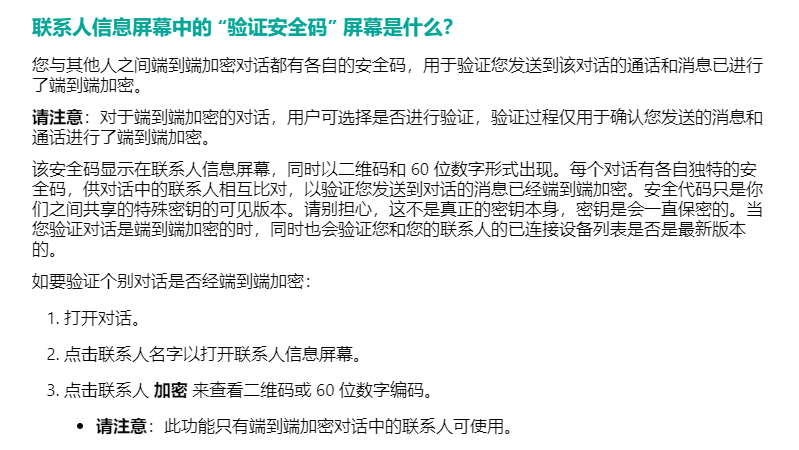 联系人信息屏幕中的 “验证安全码” 屏幕是什么？
您与其他人之间端到端加密对话都有各自的安全码，用于验证您发送到该对话的通话和消息已进行
了端到端加密。
请注意：对于端到端加密的对话，用户可选择是否进行验证，验证过程仅用于确认您发送的消息和
通话进行了端到端加密。
该安全码显示在联系人信息屏幕，同时以二维码和 60 位数字形式出现。每个对话有各自独特的安
全码，供对话中的联系人相互比对，以验证您发送到对话的消息已经端到端加密。安全代码只是你
们之间共享的特殊密钥的可见版本。请别担心，这不是真正的密钥本身，密钥是会一直保密的。当
您验证对话是端到端加密的时，同时也会验证您和您的联系人的已连接设备列表是否是最新版本
的。
如要验证个别对话是否经端到端加密：
1. 打开对话。
2. 点击联系人名字以打开联系人信息屏幕。
3. 点击联系人 加密 来查看二维码或 60 位数字编码。
• 请注意：此功能只有端到端加密对话中的联系人可使用。